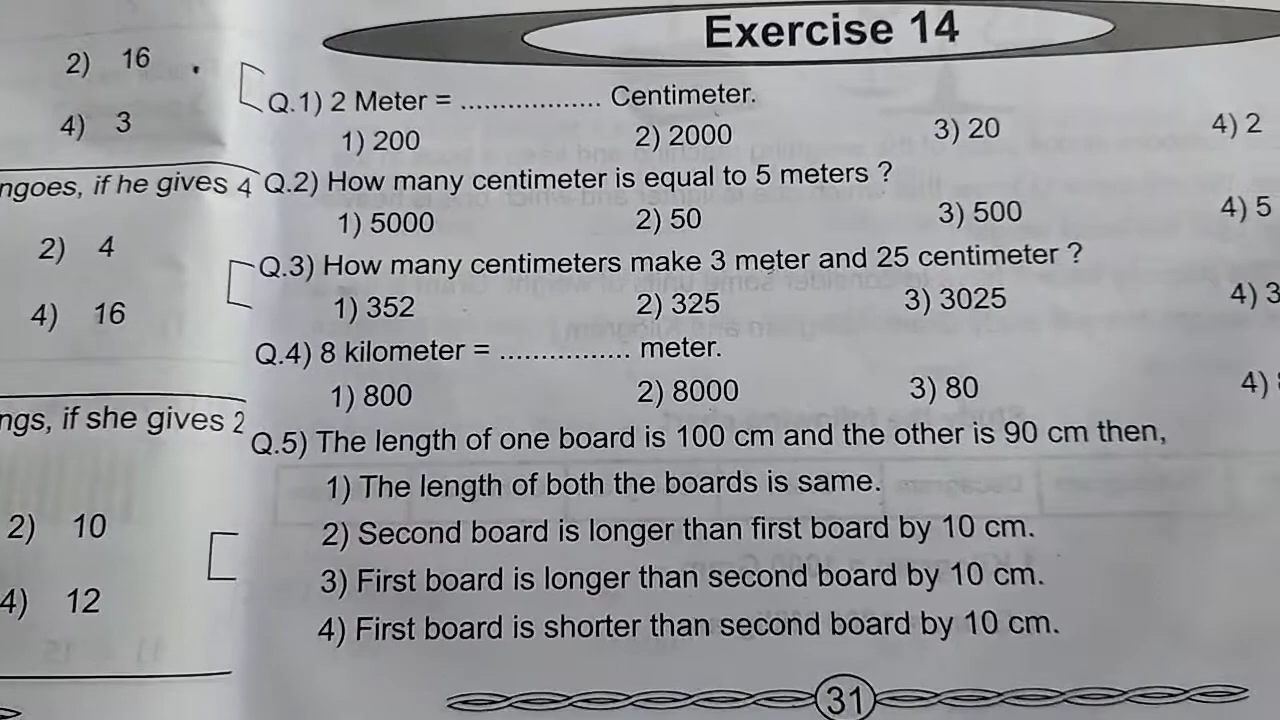 2) 16
4) 3
ngoes, if he gives 4
2) 4
4) 16
ngs, if she gives 2
2) 10
4) 12
Exercise 14
Q.1) 2 Meter = .................. Centimeter.
1) 200 2) 2000 3) 20 4) 2
Q.2) How many centimeter is equal to 5 meters ?
1) 5000 2) 50 3) 500 4) 5
Q.3) How many centimeters make 3 meter and 25 centimeter ?
1) 352 2) 325 3) 3025 4) 3
Q.4) 8 kilometer = ................. meter.
1) 800 2) 8000 3) 80 4)
Q.5) The length of one board is 100 cm and the other is 90 cm then,
1) The length of both the boards is same.
2) Second board is longer than first board by 10 cm.
3) First board is longer than second board by 10 cm.
4) First board is shorter than second board by 10 cm.
31